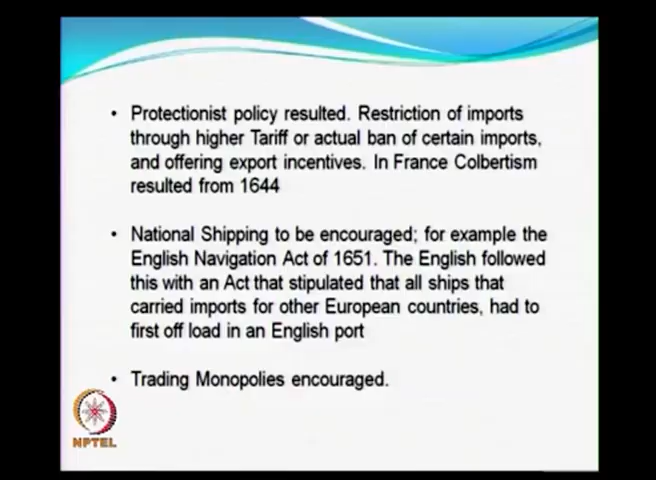 • Protectionist policy resulted. Restriction of imports
through higher Tariff or actual ban of certain imports,
and offering export incentives. In France Colbertism
resulted from 1644
• National Shipping to be encouraged; for example the
English Navigation Act of 1651. The English followed
this with an Act that stipulated that all ships that
carried imports for other European countries, had to
first off load in an English port
• Trading Monopolies encouraged.
NPTEL